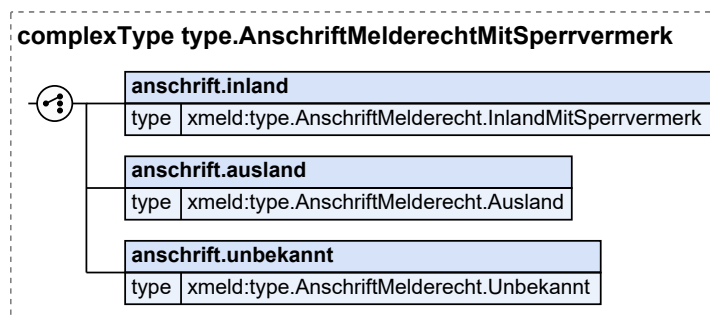 complexType type.AnschriftMelderechtMitSperrvermerk
anschrift.inland
type xmeld:type.AnschriftMelderecht.InlandMitSperrvermerk
anschrift.ausland
type xmeld:type.AnschriftMelderecht.Ausland
anschrift.unbekannt
type xmeld:type.AnschriftMelderecht.Unbekannt